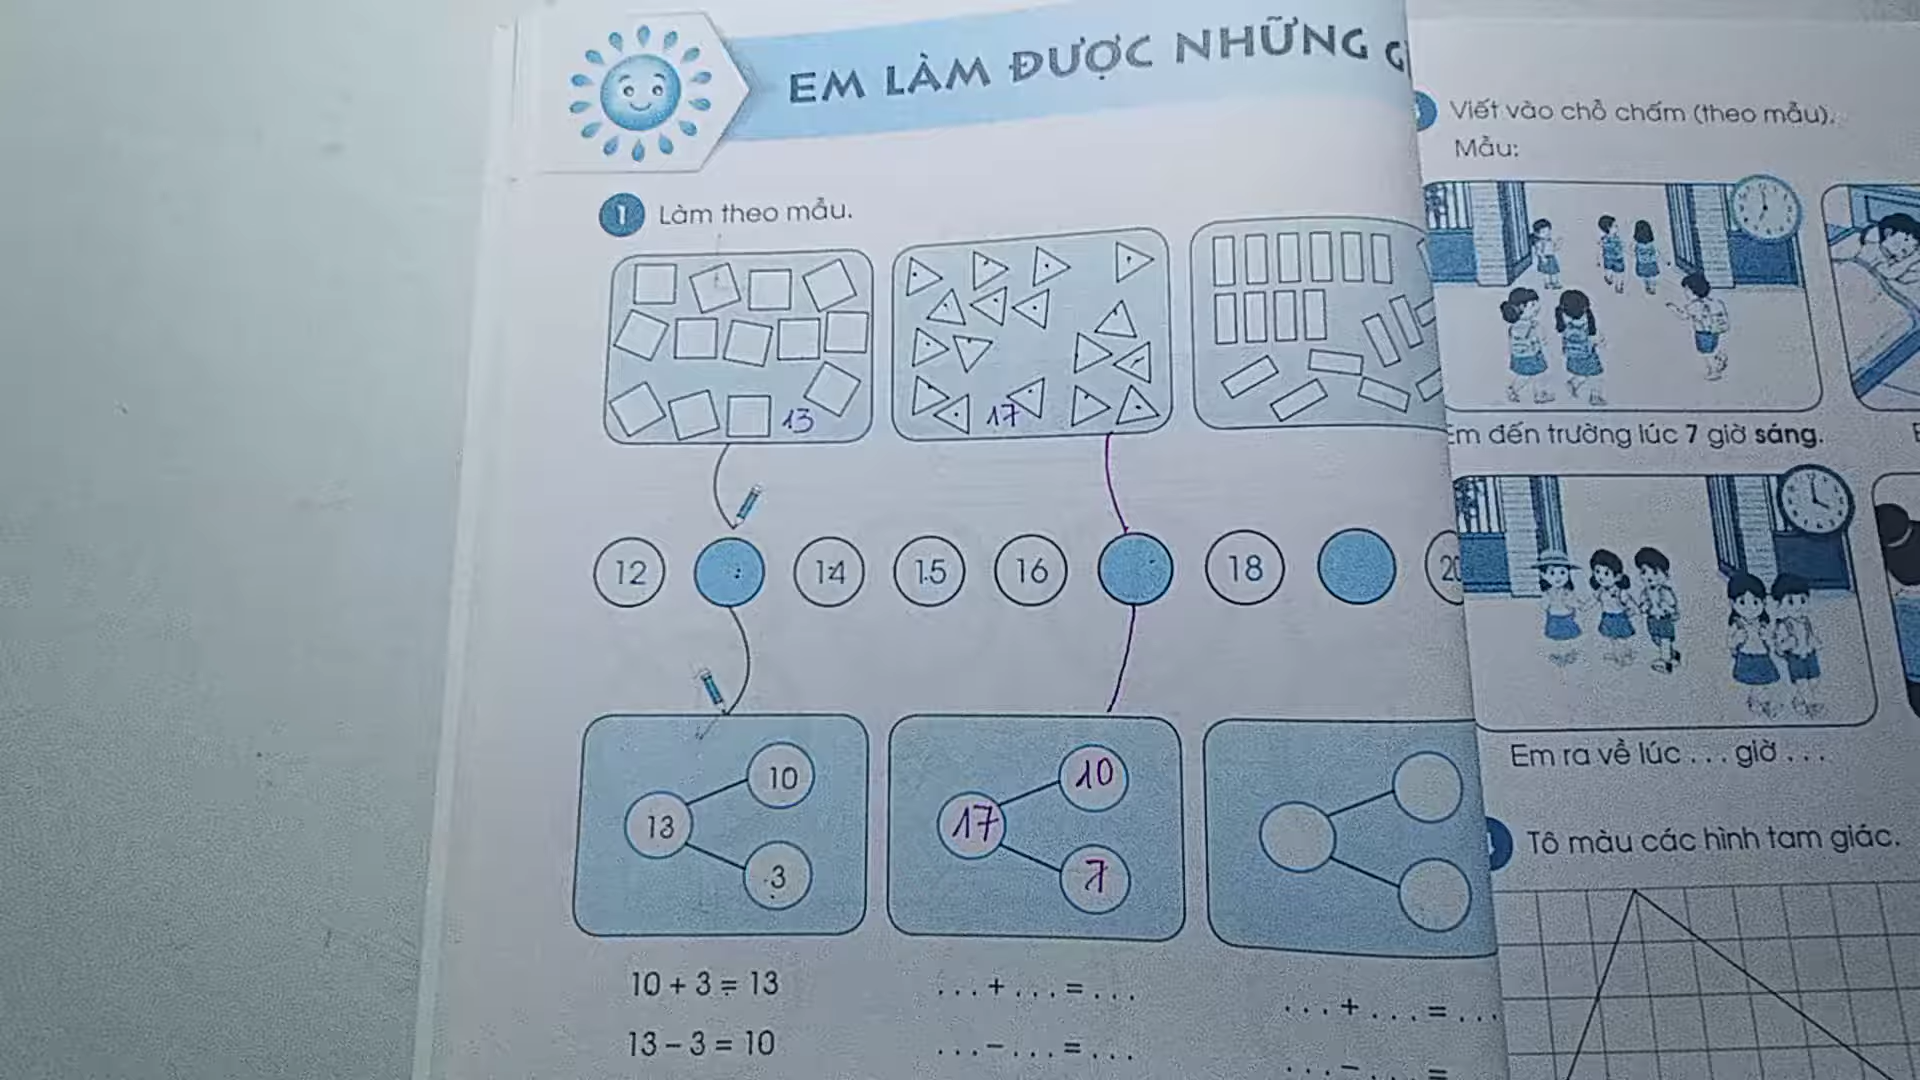 EM LÀM ĐƯỢC NHỮNG
1 Làm theo mẫu.
13 17
12 14 15 16 18 20
10 10
13 17
3 7
10 + 3 = 13 ... + ... = ... ... + ... = ...
13 - 3 = 10 ... - ... = ... ... - ... =
Viết vào chỗ chấm (theo mẫu).
Mẫu:
Em đến trường lúc 7 giờ sáng.
Em ra về lúc ... giờ ...
Tô màu các hình tam giác.